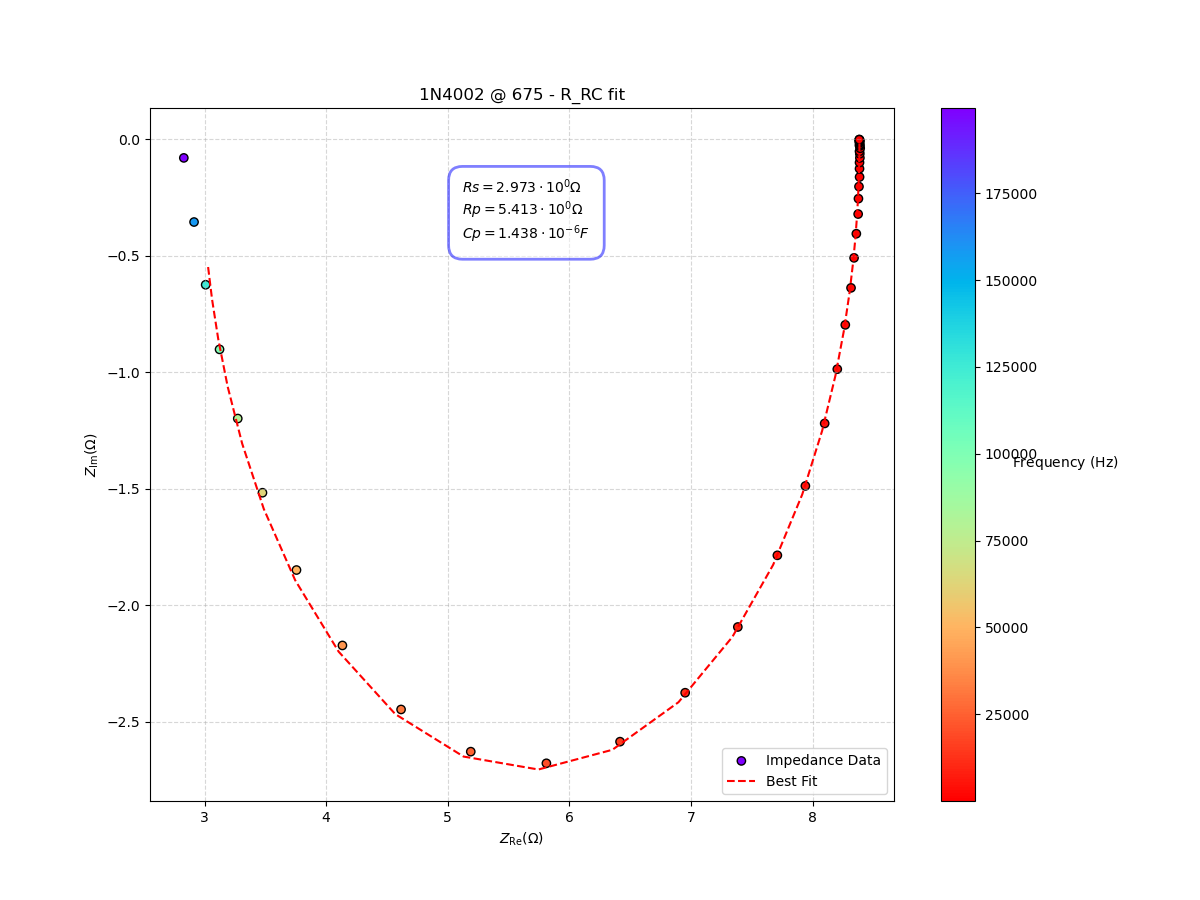 1N4002 @ 675 - R_RC fit
0.0
−0.5
−1.0
−1.5
−2.0
−2.5
Z_Im(Ω)
Rs = 2.973 · 10^0Ω
Rp = 5.413 · 10^0Ω
Cp = 1.438 · 10^−6F
Impedance Data
Best Fit
3
4
5
6
7
8
Z_Re(Ω)
175000
150000
125000
100000
75000
50000
25000
Frequency (Hz)